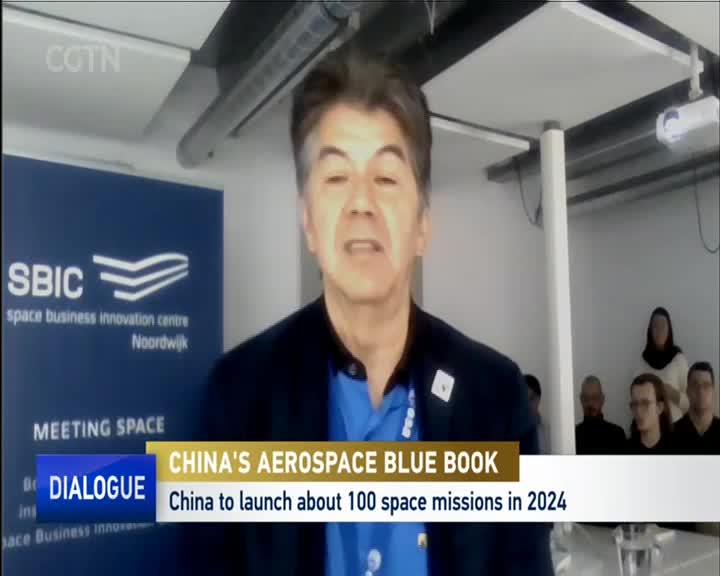 CGTN
SBIC
space business innovation centre
Noordwijk
MEETING SPACE
CHINA'S AEROSPACE BLUE BOOK
DIALOGUE
China to launch about 100 space missions in 2024